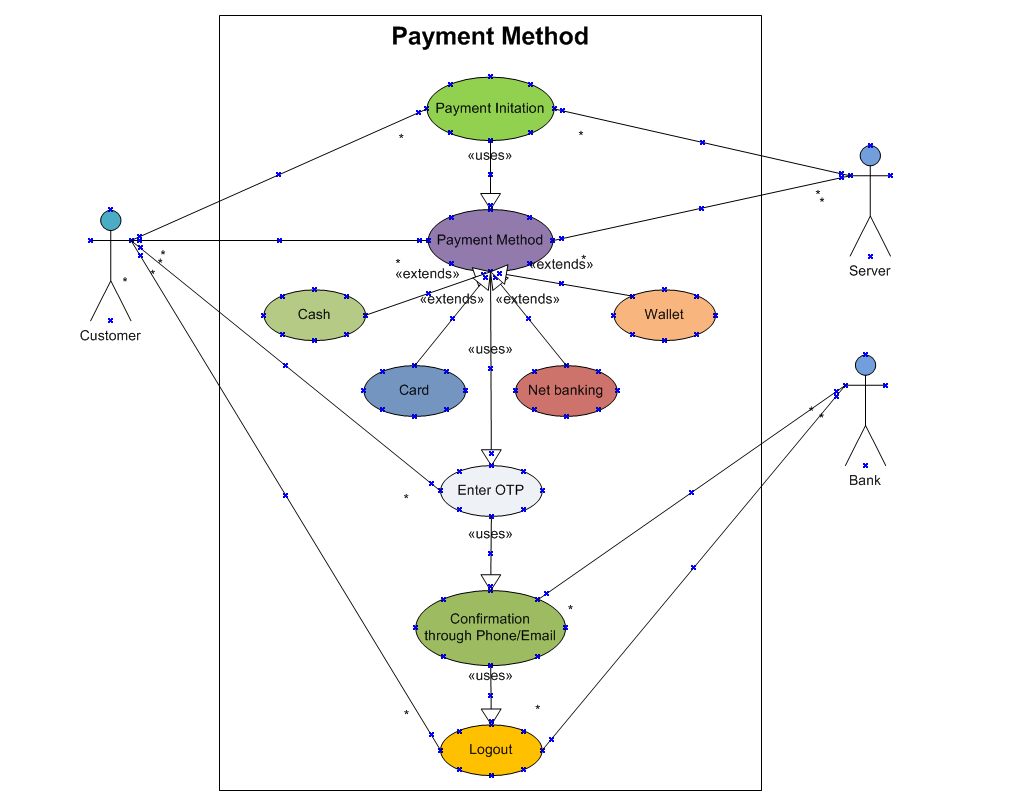 Payment Method
Payment Initation
*
*
«uses»
*
*
Server
Payment Method
*
*
*
*
*
*
Customer
«extends»
«extends»
«extends»
«extends»
Cash
Wallet
«uses»
Card
Net banking
*
*
Bank
Enter OTP
*
«uses»
*
Confirmation
through Phone/Email
«uses»
*
*
Logout